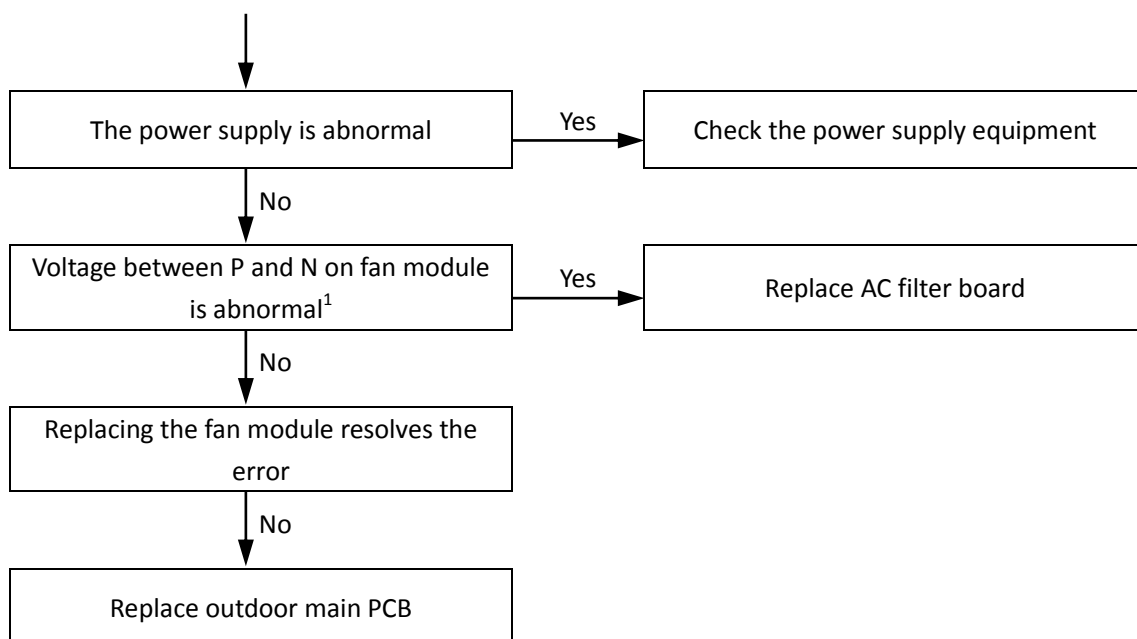 The power supply is abnormal
Yes
Check the power supply equipment
No
Voltage between P and N on fan module
is abnormal¹
Yes
Replace AC filter board
No
Replacing the fan module resolves the
error
No
Replace outdoor main PCB